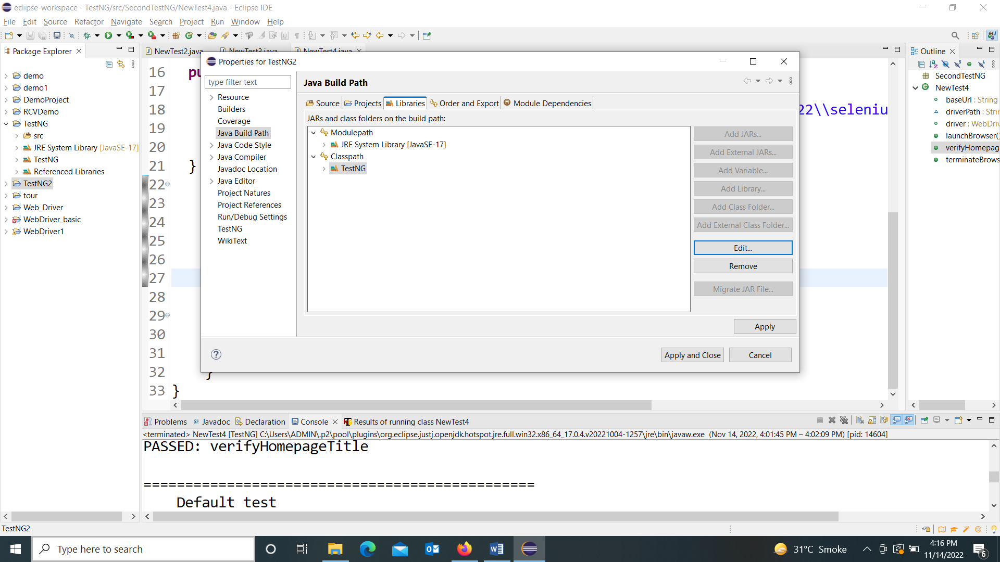 eclipse-workspace - TestNG/src/SecondTestNG/NewTest4.java - Eclipse IDE
File Edit Source Refactor Navigate Search Project Run Window Help
Package Explorer
demo
demo1
DemoProject
RCVDemo
TestNG
src
JRE System Library [JavaSE-17]
TestNG
Referenced Libraries
TestNG2
tour
Web_Driver
WebDriver_basic
WebDriver1
NewTest2.java NewTest3.java NewTest4.java
16 pu
17
18 22\\seleniu
19
20
21 }
22
23
24
25
26
27
28
29
30
31
32 }
33 }
Properties for TestNG2
type filter text
Resource
Builders
Coverage
Java Build Path
Java Code Style
Java Compiler
Javadoc Location
Java Editor
Project Natures
Project References
Run/Debug Settings
TestNG
WikiText
Java Build Path
Source Projects Libraries Order and Export Module Dependencies
JARs and class folders on the build path:
Modulepath
JRE System Library [JavaSE-17]
Classpath
TestNG
Add JARs...
Add External JARs...
Add Variable...
Add Library...
Add Class Folder...
Add External Class Folder...
Edit...
Remove
Migrate JAR File...
Apply
Apply and Close Cancel
Outline
SecondTestNG
NewTest4
baseUrl : String
driverPath : Strin
driver : WebDriv
launchBrowser()
verifyHomepag
terminateBrows
Problems Javadoc Declaration Console Results of running class NewTest4
<terminated> NewTest4 [TestNG] C:\Users\ADMIN\.p2\pool\plugins\org.eclipse.justj.openjdk.hotspot.jre.full.win32.x86_64_17.0.4.v20221004-1257\jre\bin\javaw.exe (Nov 14, 2022, 4:01:45 PM – 4:02:09 PM) [pid: 14604]
PASSED: verifyHomepageTitle
===============================================
Default test
TestNG2
Type here to search
31°C Smoke
4:16 PM
11/14/2022
6